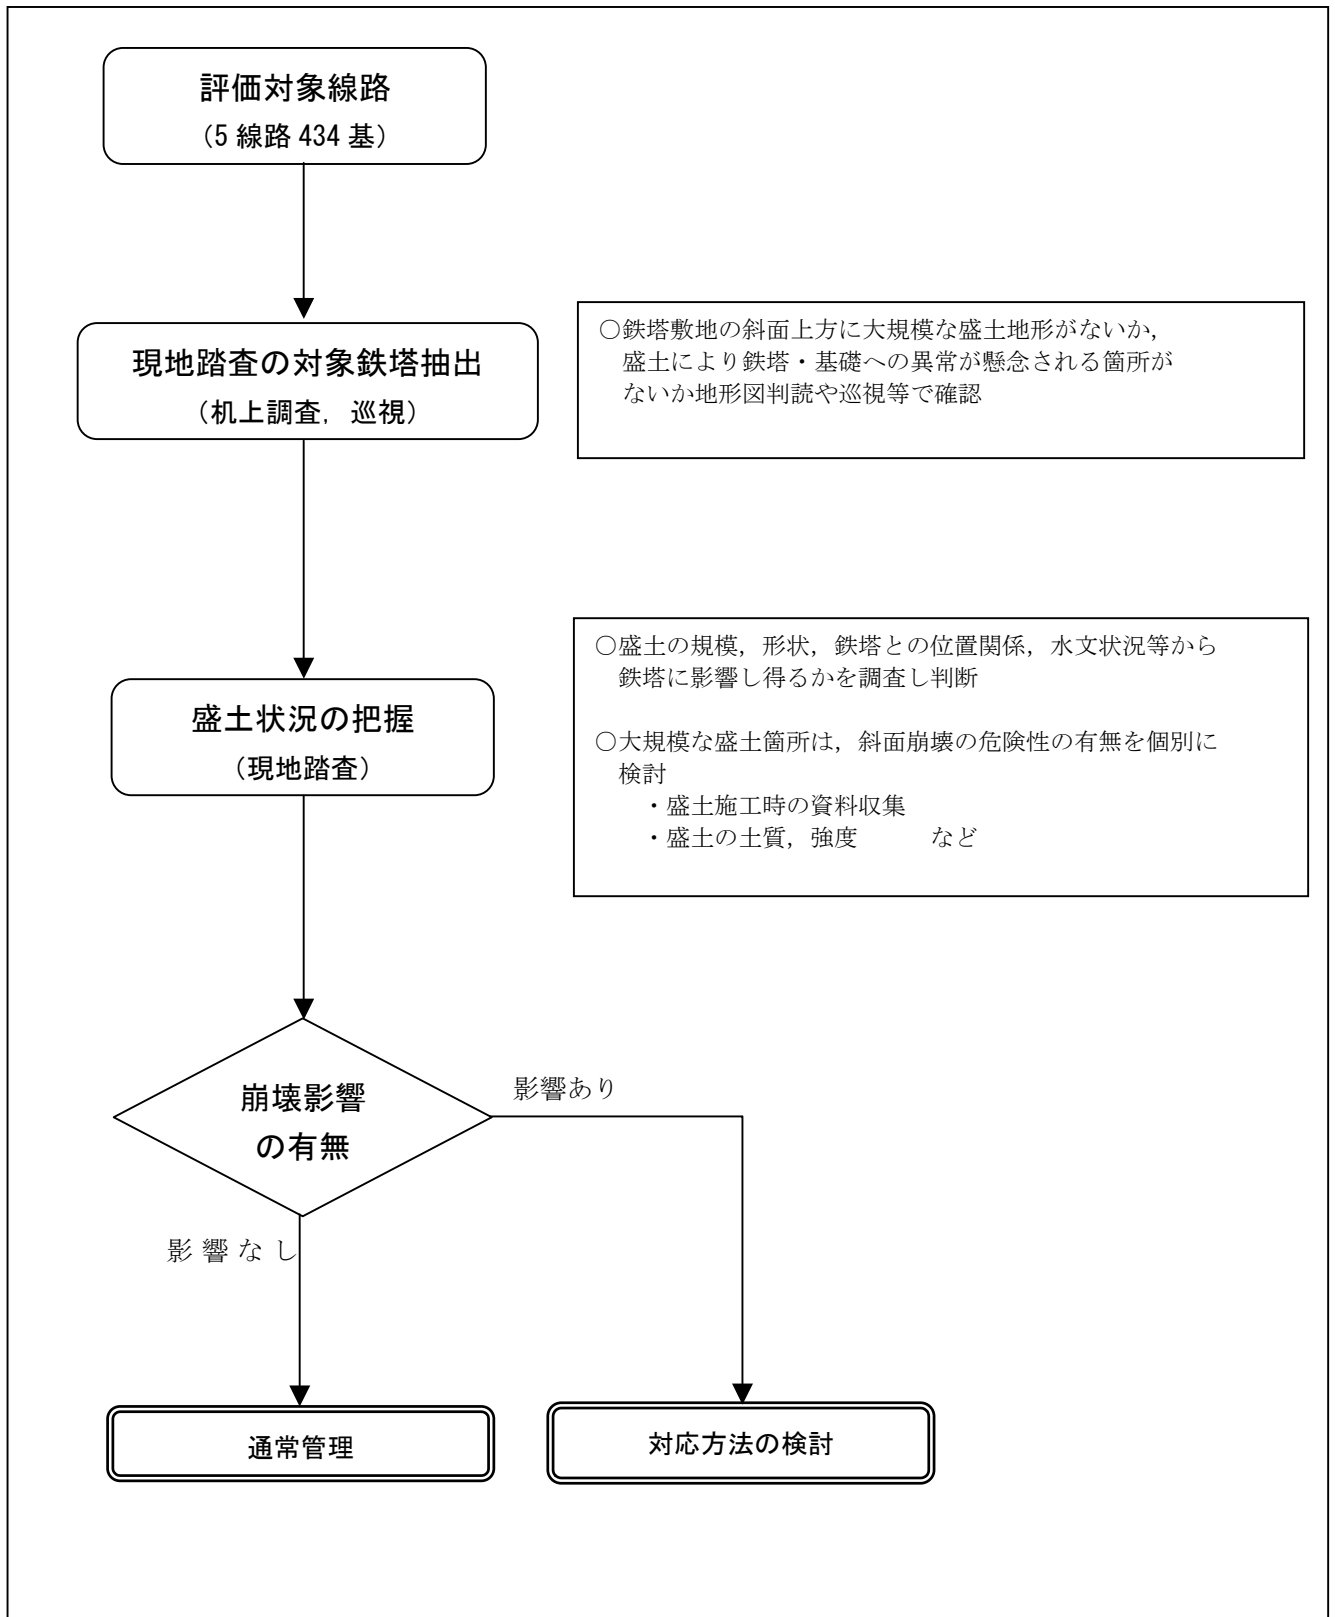 評価対象線路
（5 線路 434 基）
現地踏査の対象鉄塔抽出
（机上調査，巡視）
○鉄塔敷地の斜面上方に大規模な盛土地形がないか，
盛土により鉄塔・基礎への異常が懸念される箇所が
ないか地形図判読や巡視等で確認
盛土状況の把握
（現地踏査）
○盛土の規模，形状，鉄塔との位置関係，水文状況等から
鉄塔に影響し得るかを調査し判断
○大規模な盛土箇所は，斜面崩壊の危険性の有無を個別に
検討
・盛土施工時の資料収集
・盛土の土質，強度　　　など
崩壊影響
の有無
影響あり
影響なし
通常管理
対応方法の検討